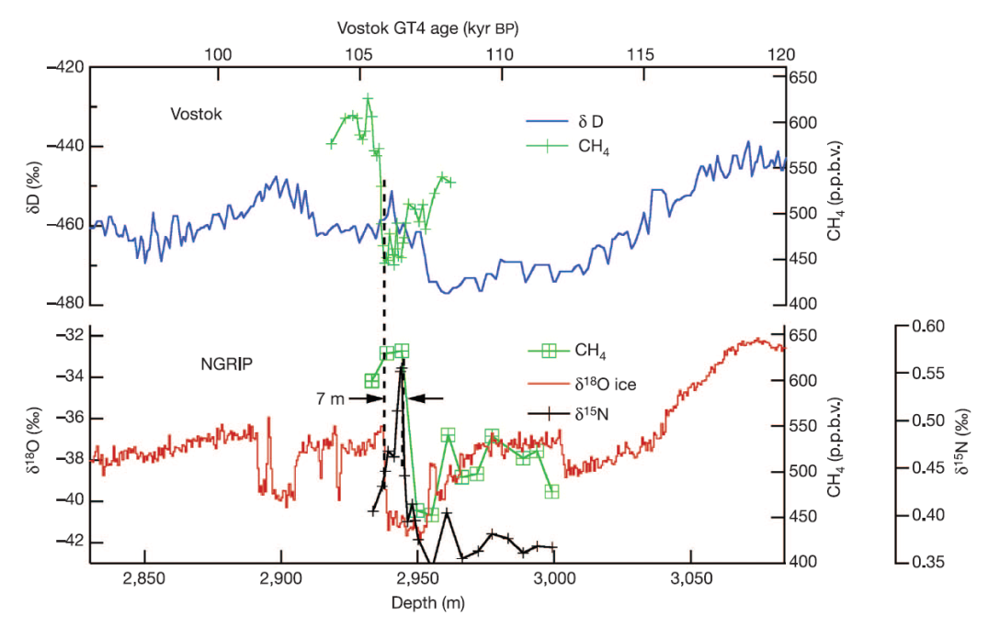 Vostok GT4 age (kyr BP)
100 105 110 115 120
–420
–440
–460
–480
δD (‰)
Vostok
δ D
CH₄
650
600
550
500
450
400
CH₄ (p.p.b.v.)
–32
–34
–36
–38
–40
–42
δ¹⁸O (‰)
NGRIP
7 m
CH₄
δ¹⁸O ice
δ¹⁵N
650
600
550
500
450
400
CH₄ (p.p.b.v.)
0.60
0.55
0.50
0.45
0.40
0.35
δ¹⁵N (‰)
2,850 2,900 2,950 3,000 3,050
Depth (m)